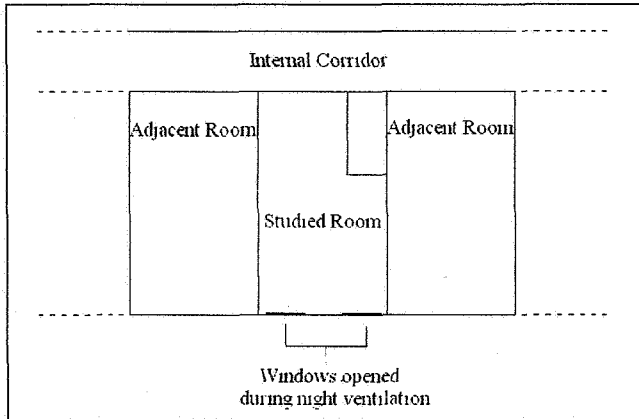 Internal Corridor
Adjacent Room
Adjacent Room
Studied Room
Windows opened
during night ventilation